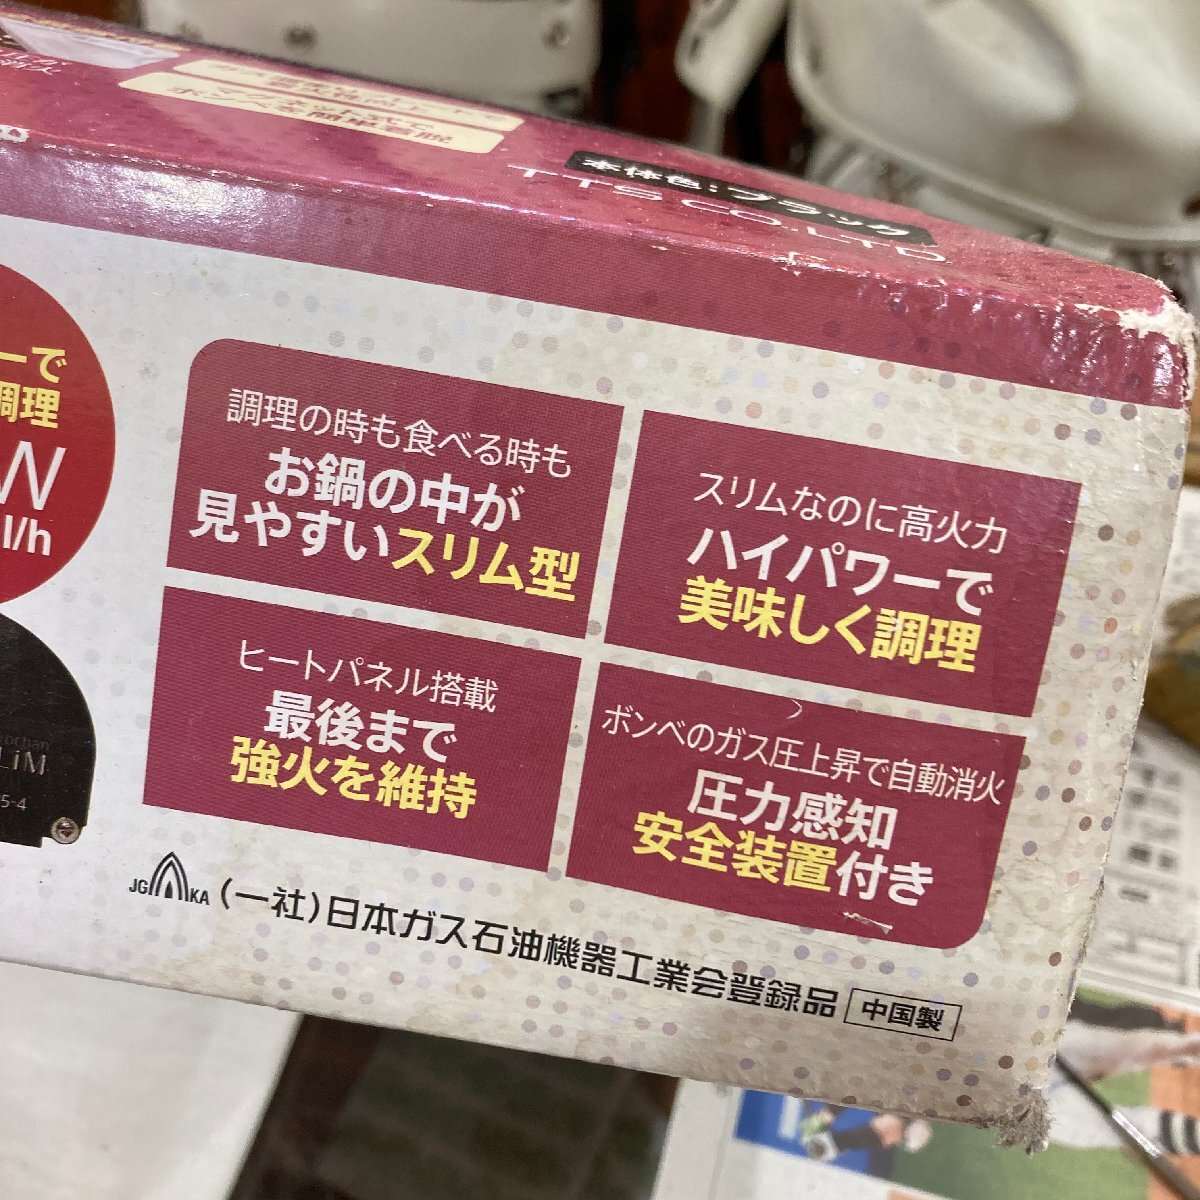 本体色:ブラック
TTS CO.,LTD
ーで
調理
W
l/h
調理の時も食べる時も
お鍋の中が
見やすいスリム型
スリムなのに高火力
ハイパワーで
美味しく調理
ヒートパネル搭載
最後まで
強火を維持
ボンベのガス圧上昇で自動消火
圧力感知
安全装置付き
LiM
5-4
JG KA (一社)日本ガス石油機器工業会登録品 中国製